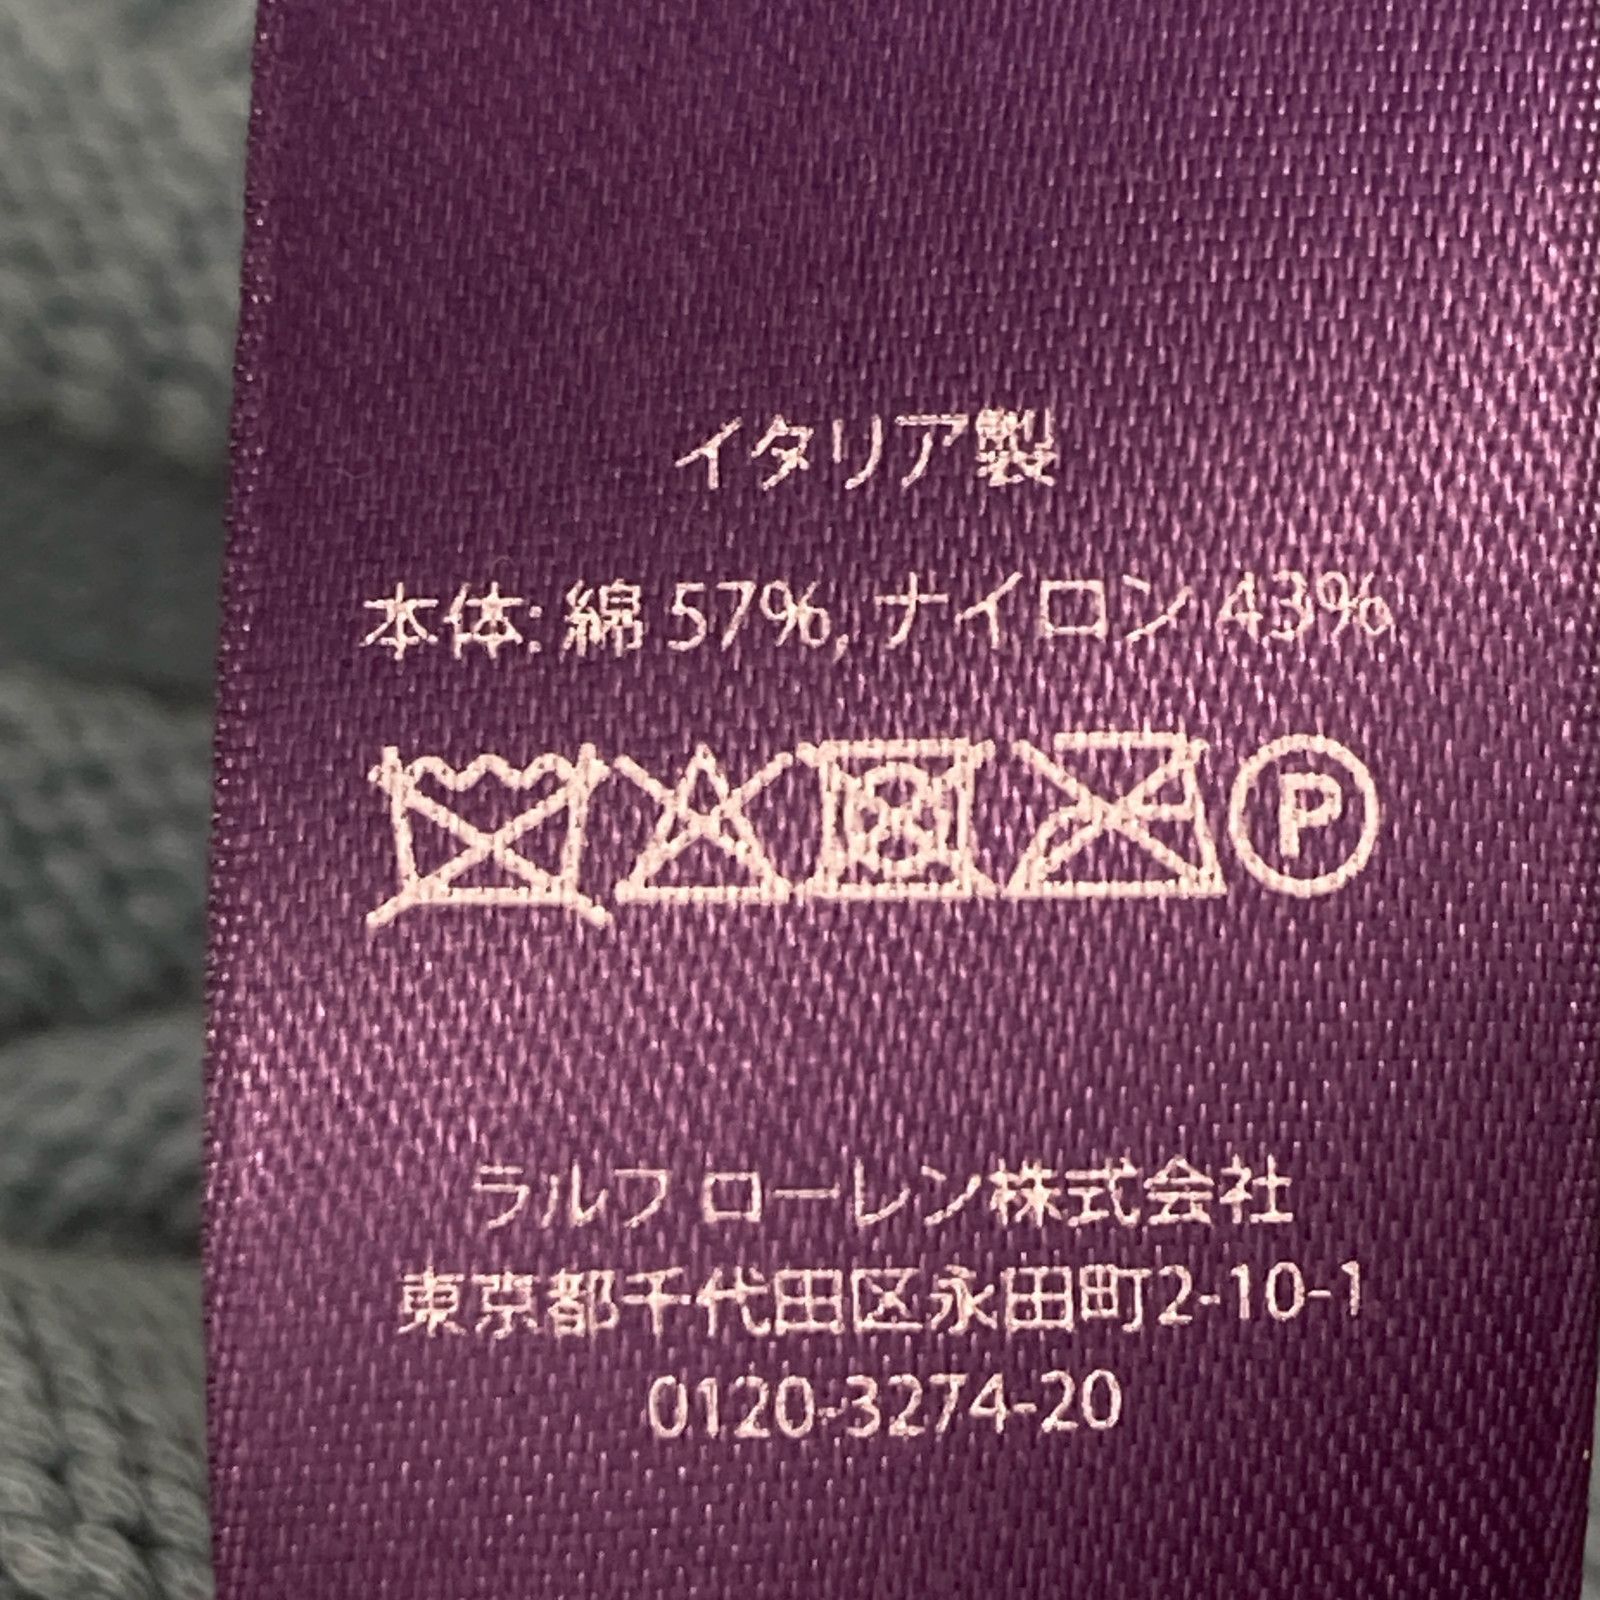 イタリア製
本体: 綿 57%, ナイロン 43%
P
ラルフ ローレン株式会社
東京都千代田区永田町2-10-1
0120-3274-20